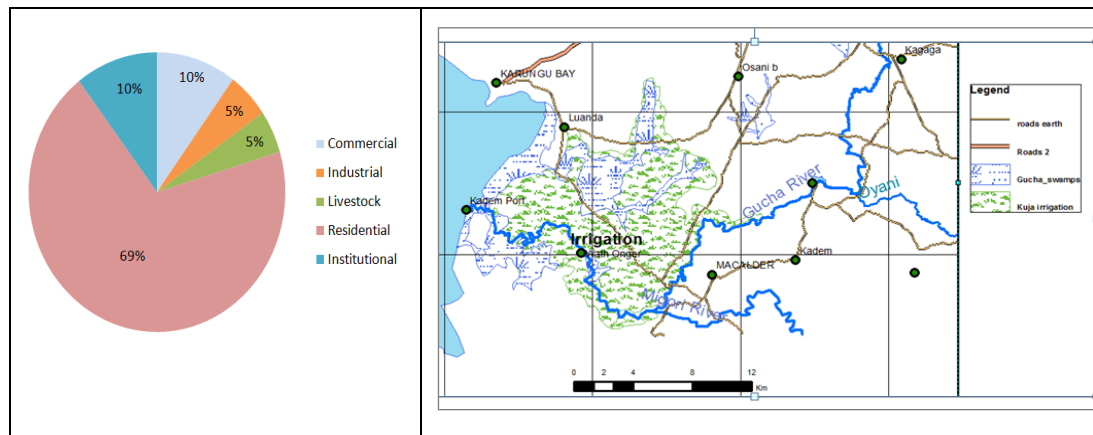 10%
10%
5%
5%
69%
Commercial
Industrial
Livestock
Residential
Institutional
KARUNGU BAY
Luanda
Osani b
Kagaga
Kadem Port
Gucha River
Oyani
Irrigation
MACALDER
Kadem
Migori River
0 2 4 8 12
Km
Legend
roads earth
Roads 2
Gucha_swamps
Kuja irrigation